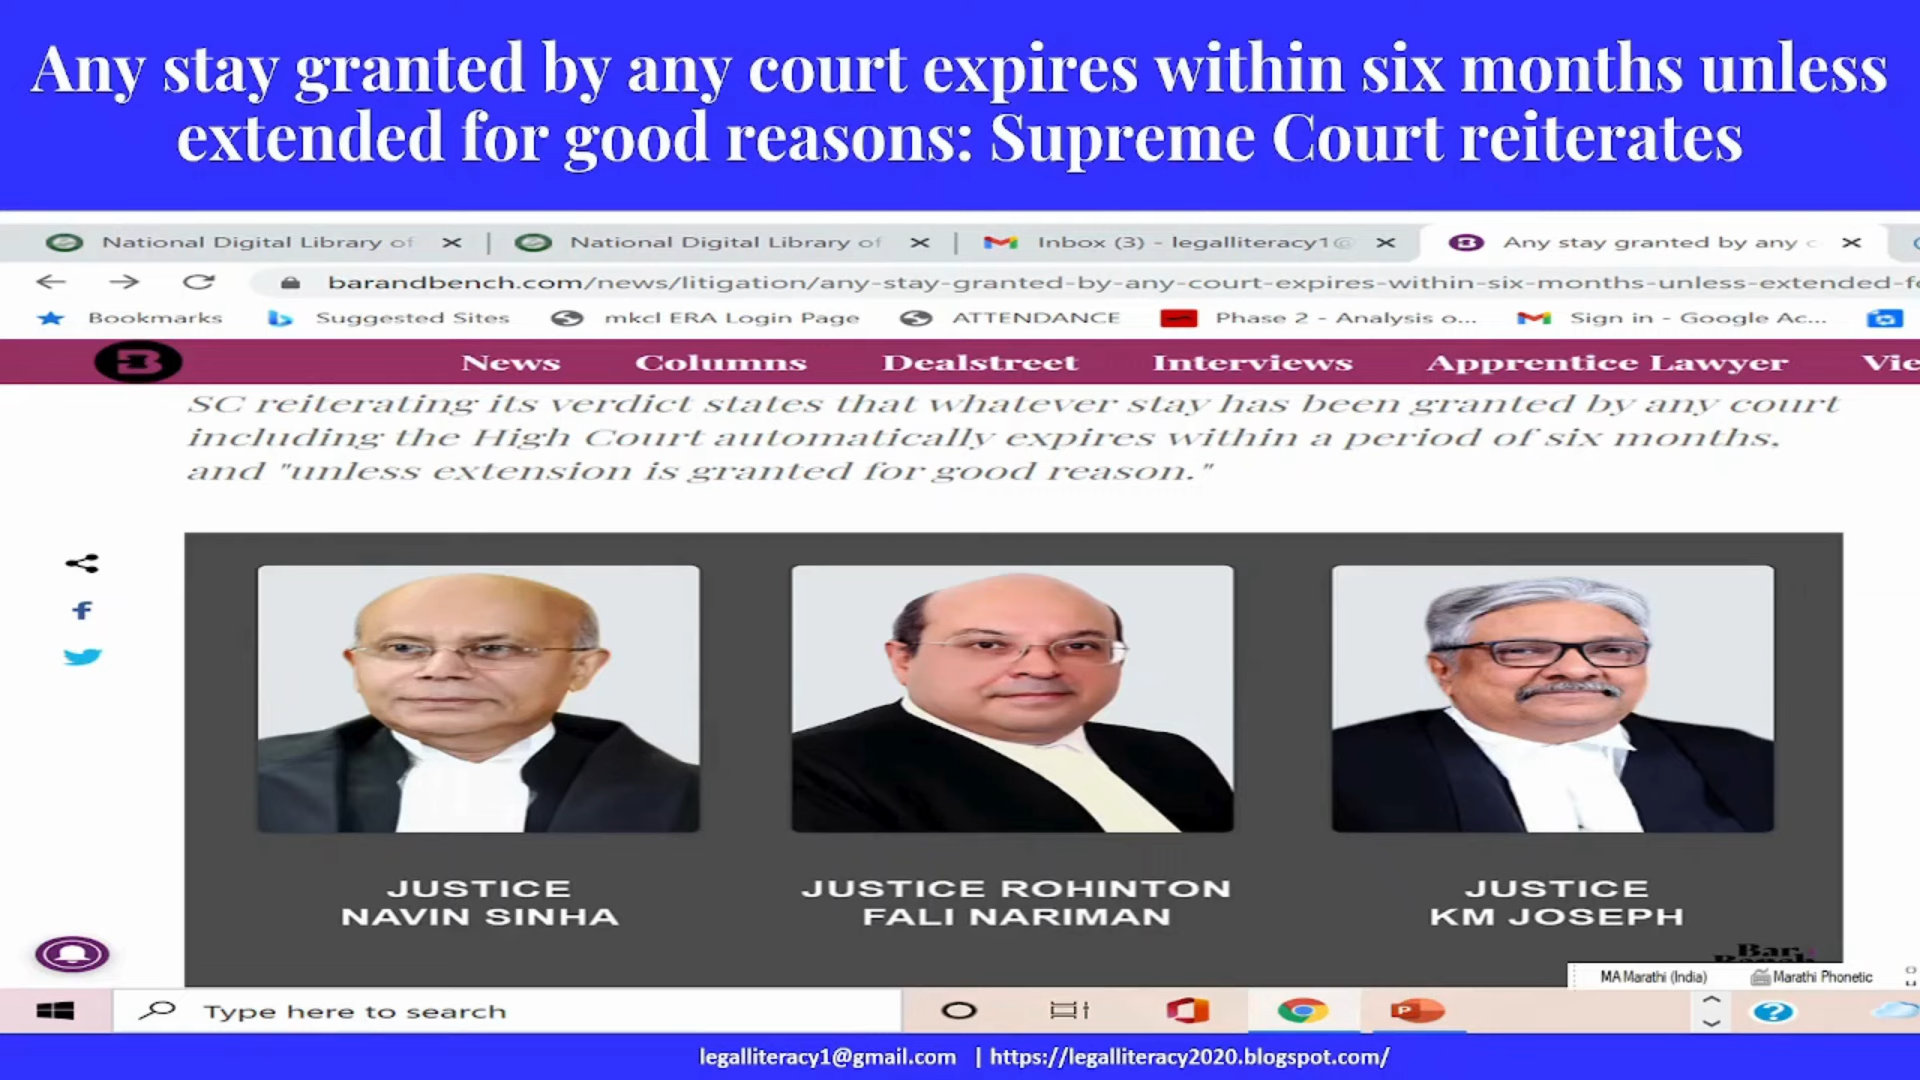 Any stay granted by any court expires within six months unless
extended for good reasons: Supreme Court reiterates
National Digital Library of
National Digital Library of
Inbox (3) - legalliteracy1@
Any stay granted by any c
barandbench.com/news/litigation/any-stay-granted-by-any-court-expires-within-six-months-unless-extended-f
Bookmarks
Suggested Sites
mkcl ERA Login Page
ATTENDANCE
Phase 2 - Analysis o...
Sign in - Google Ac...
News
Columns
Dealstreet
Interviews
Apprentice Lawyer
Vie
SC reiterating its verdict states that whatever stay has been granted by any court
including the High Court automatically expires within a period of six months,
and "unless extension is granted for good reason."
JUSTICE
NAVIN SINHA
JUSTICE ROHINTON
FALI NARIMAN
JUSTICE
KM JOSEPH
Bar
MA Marathi (India)
Marathi Phonetic
Type here to search
legalliteracy1@gmail.com | https://legalliteracy2020.blogspot.com/